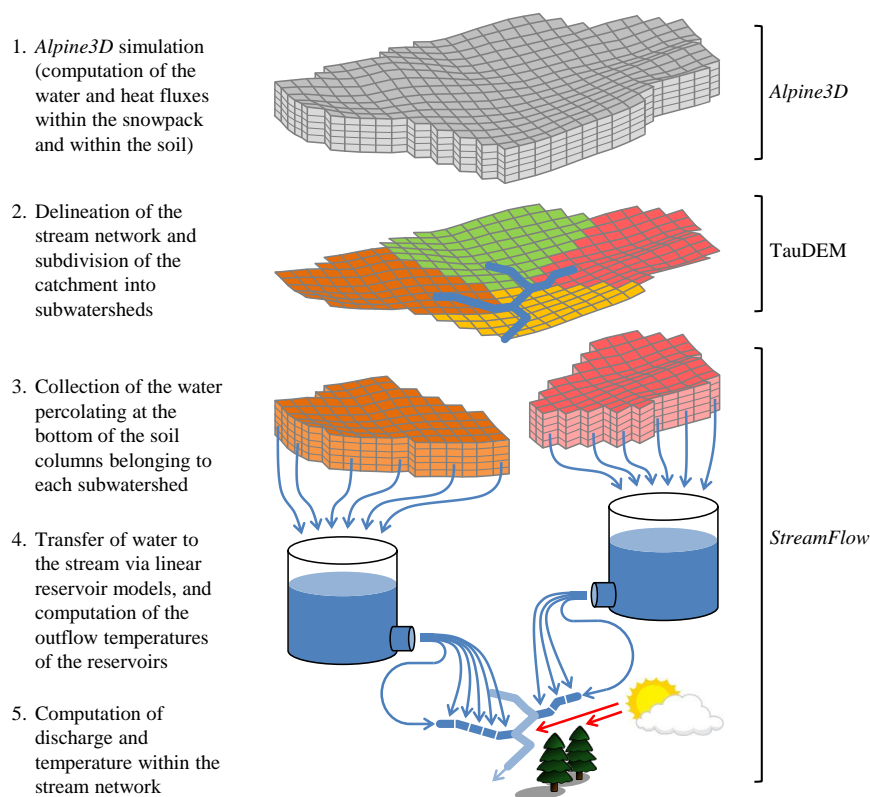 1. Alpine3D simulation
(computation of the
water and heat fluxes
within the snowpack
and within the soil)
Alpine3D
2. Delineation of the
stream network and
subdivision of the
catchment into
subwatersheds
TauDEM
3. Collection of the water
percolating at the
bottom of the soil
columns belonging to
each subwatershed
4. Transfer of water to
the stream via linear
reservoir models, and
computation of the
outflow temperatures
of the reservoirs
StreamFlow
5. Computation of
discharge and
temperature within the
stream network